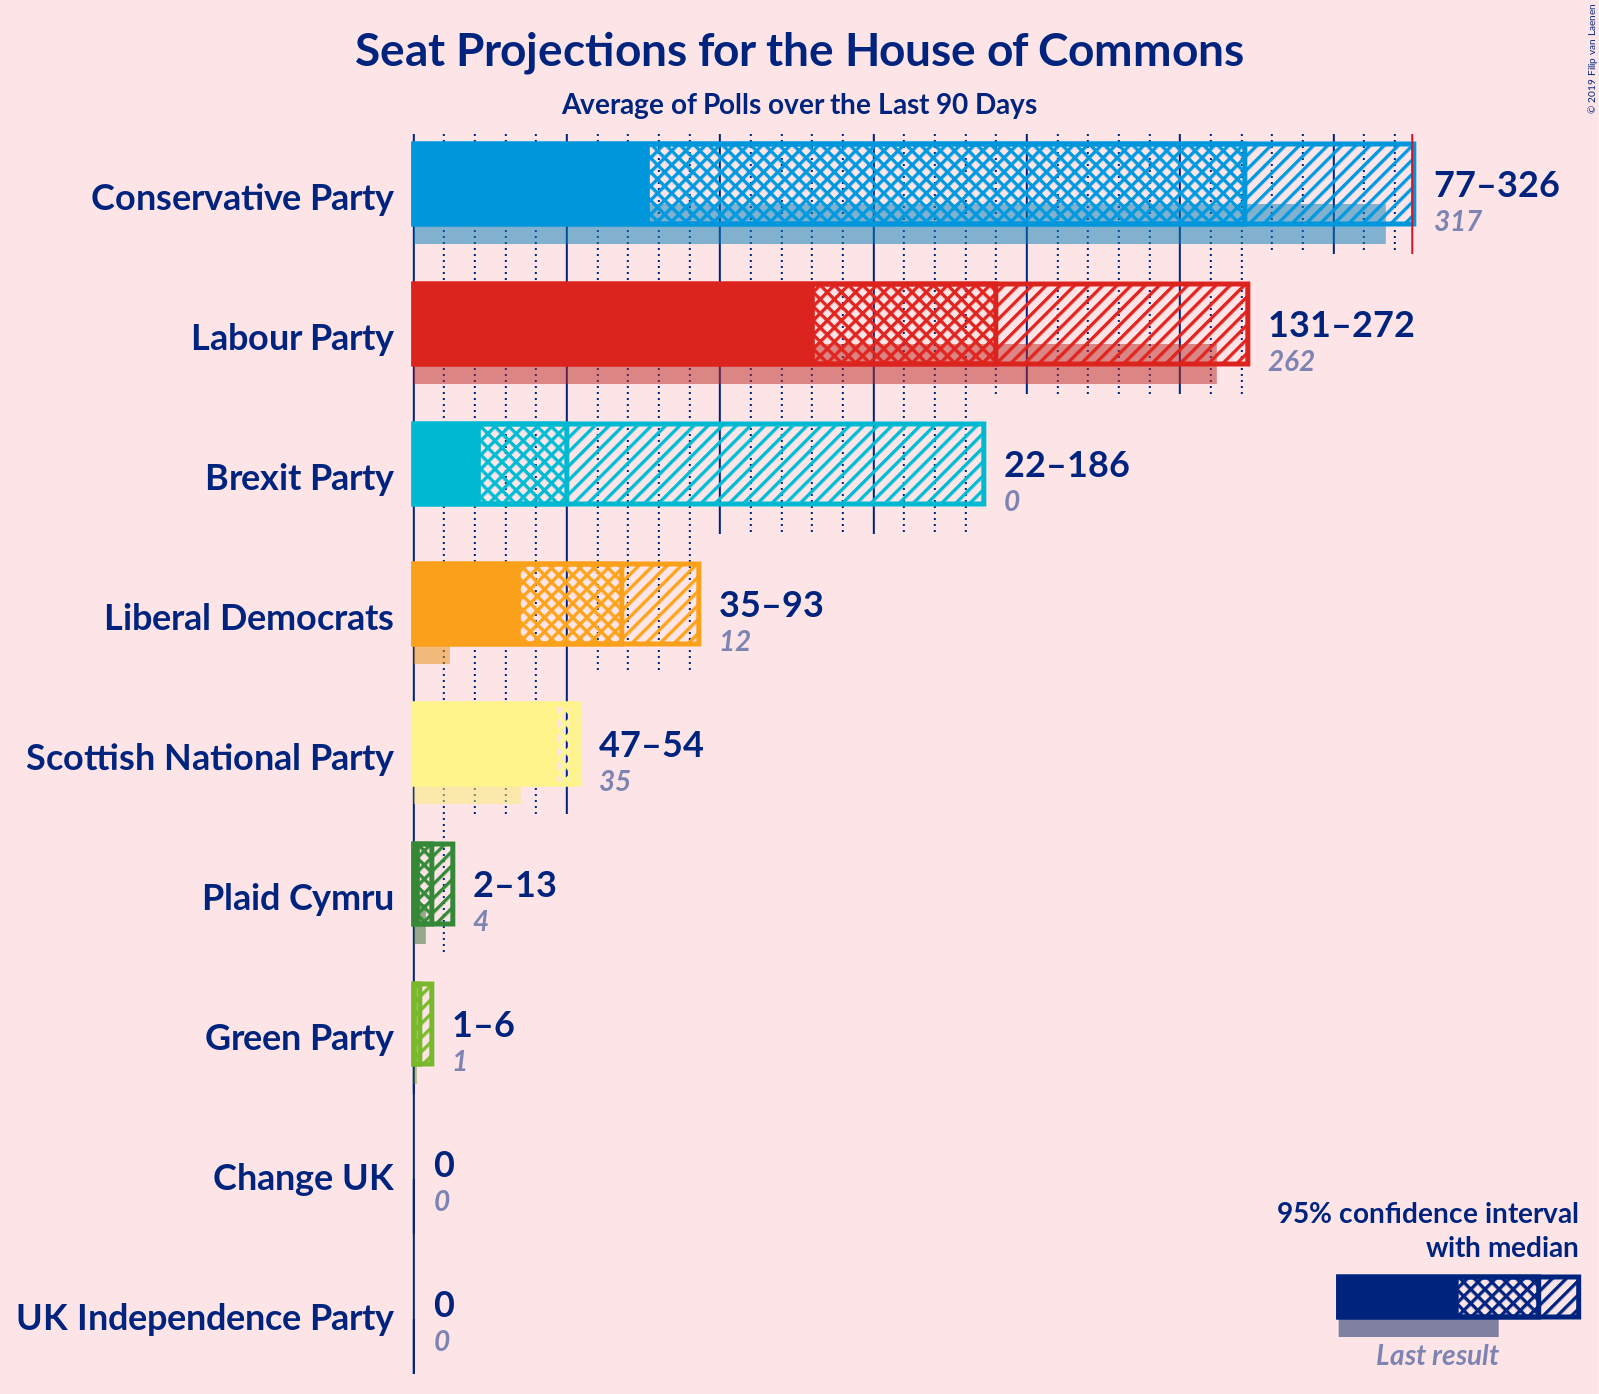 Seat Projections for the House of Commons
Average of Polls over the Last 90 Days
© 2019 Filip van Laenen
Conservative Party
77–326
317
Labour Party
131–272
262
Brexit Party
22–186
0
Liberal Democrats
35–93
12
Scottish National Party
47–54
35
Plaid Cymru
2–13
4
Green Party
1–6
1
Change UK
0
0
UK Independence Party
0
0
95% confidence interval
with median
Last result